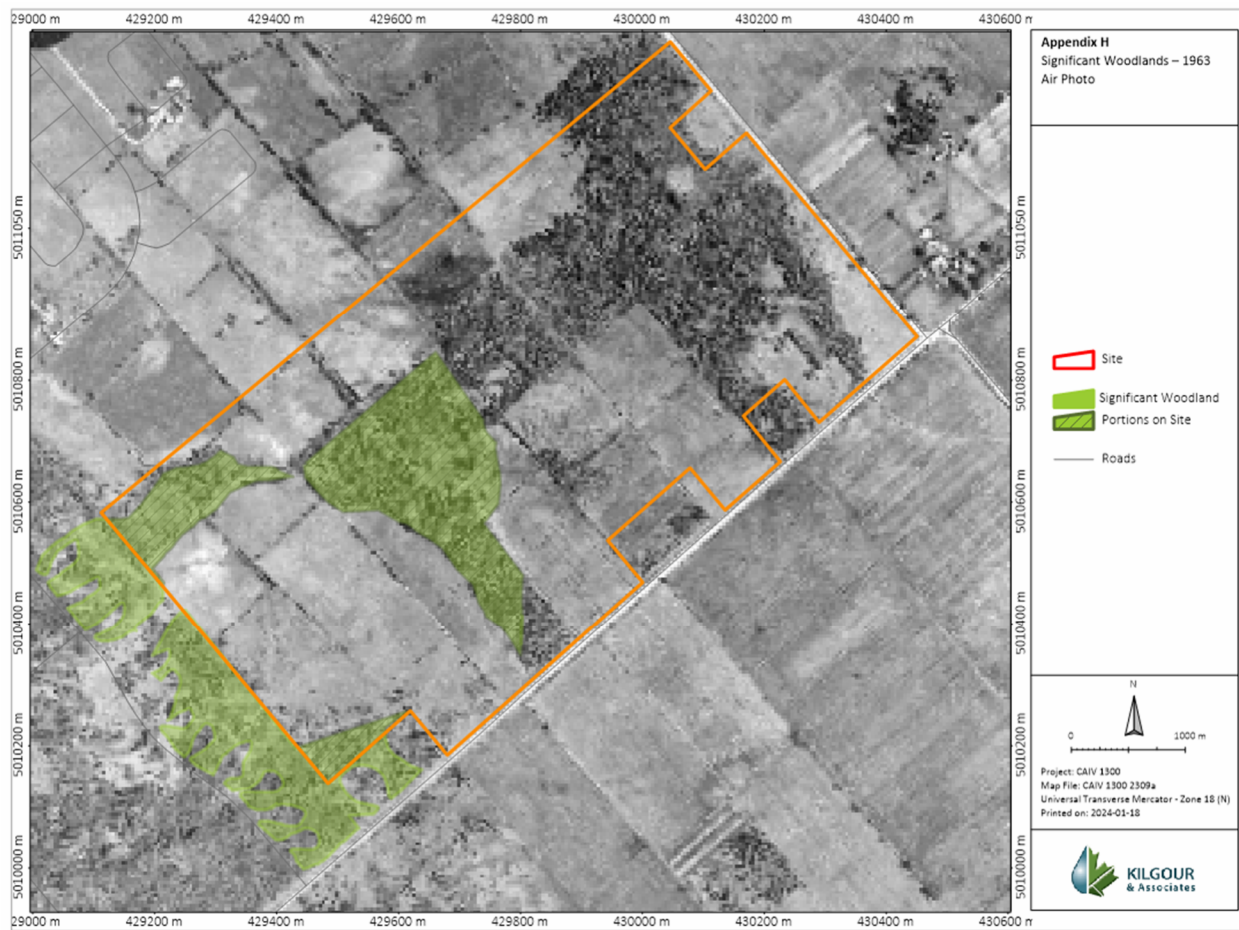 29000 m 429200 m 429400 m 429600 m 429800 m 430000 m 430200 m 430400 m 430600 m
5011050 m
5010800 m
5010600 m
5010400 m
5010200 m
5010000 m
5011050 m
5010800 m
5010600 m
5010400 m
5010200 m
5010000 m
29000 m 429200 m 429400 m 429600 m 429800 m 430000 m 430200 m 430400 m 430600 m
Appendix H
Significant Woodlands – 1963
Air Photo
Site
Significant Woodland
Portions on Site
Roads
N
0 1000 m
Project: CAIV 1300
Map File: CAIV 1300 2309a
Universal Transverse Mercator - Zone 18 (N)
Printed on: 2024-01-18
KILGOUR
& Associates